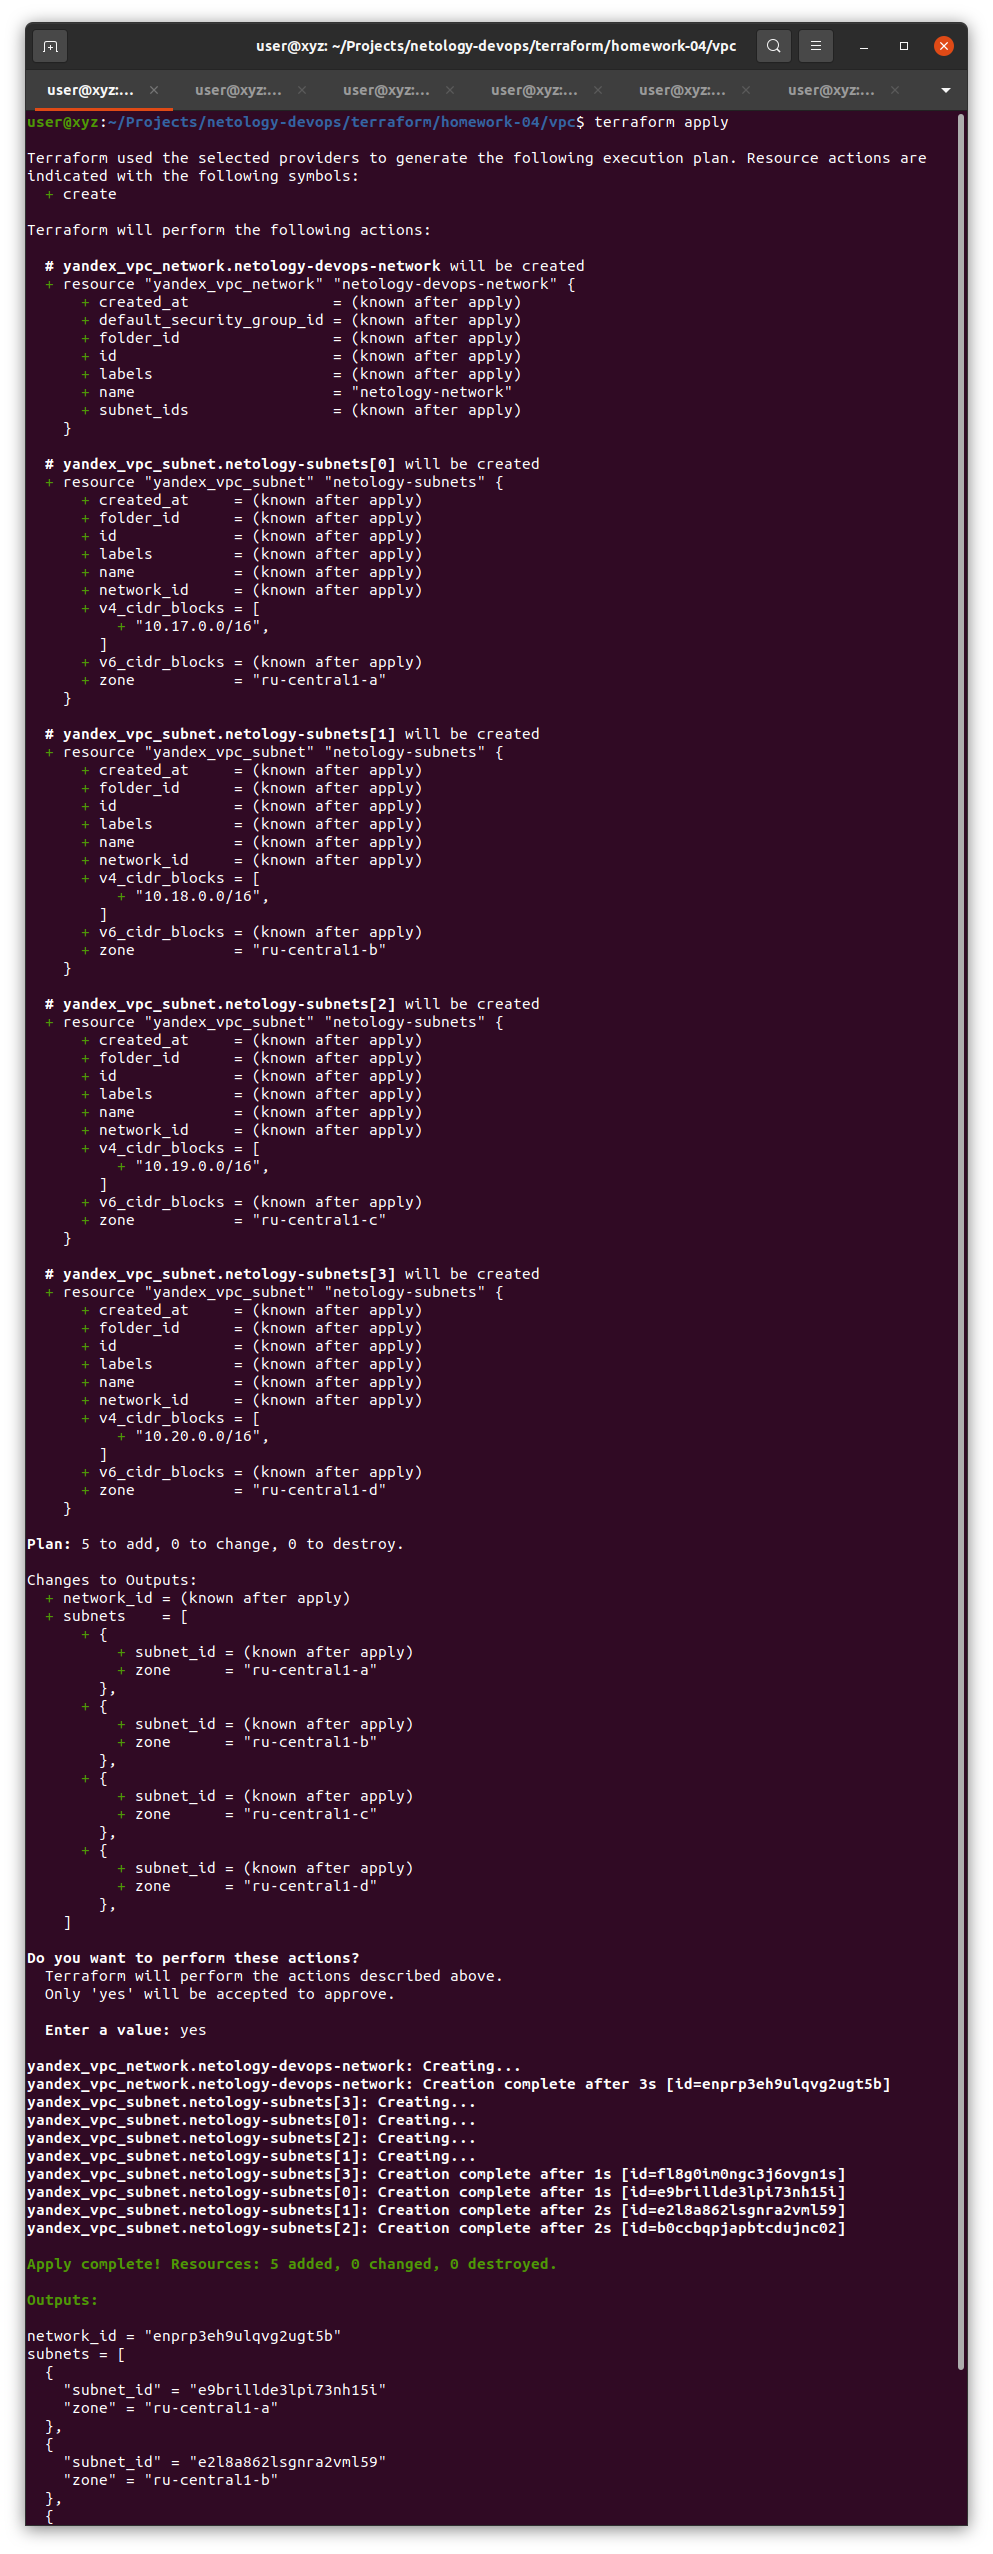 user@xyz: ~/Projects/netology-devops/terraform/homework-04/vpc
user@xyz:... × user@xyz:... × user@xyz:... × user@xyz:... × user@xyz:... × user@xyz:... ×
user@xyz:~/Projects/netology-devops/terraform/homework-04/vpc$ terraform apply

Terraform used the selected providers to generate the following execution plan. Resource actions are
indicated with the following symbols:
  + create

Terraform will perform the following actions:

  # yandex_vpc_network.netology-devops-network will be created
  + resource "yandex_vpc_network" "netology-devops-network" {
      + created_at                = (known after apply)
      + default_security_group_id = (known after apply)
      + folder_id                 = (known after apply)
      + id                        = (known after apply)
      + labels                    = (known after apply)
      + name                      = "netology-network"
      + subnet_ids                = (known after apply)
    }

  # yandex_vpc_subnet.netology-subnets[0] will be created
  + resource "yandex_vpc_subnet" "netology-subnets" {
      + created_at     = (known after apply)
      + folder_id      = (known after apply)
      + id             = (known after apply)
      + labels         = (known after apply)
      + name           = (known after apply)
      + network_id     = (known after apply)
      + v4_cidr_blocks = [
          + "10.17.0.0/16",
        ]
      + v6_cidr_blocks = (known after apply)
      + zone           = "ru-central1-a"
    }

  # yandex_vpc_subnet.netology-subnets[1] will be created
  + resource "yandex_vpc_subnet" "netology-subnets" {
      + created_at     = (known after apply)
      + folder_id      = (known after apply)
      + id             = (known after apply)
      + labels         = (known after apply)
      + name           = (known after apply)
      + network_id     = (known after apply)
      + v4_cidr_blocks = [
          + "10.18.0.0/16",
        ]
      + v6_cidr_blocks = (known after apply)
      + zone           = "ru-central1-b"
    }

  # yandex_vpc_subnet.netology-subnets[2] will be created
  + resource "yandex_vpc_subnet" "netology-subnets" {
      + created_at     = (known after apply)
      + folder_id      = (known after apply)
      + id             = (known after apply)
      + labels         = (known after apply)
      + name           = (known after apply)
      + network_id     = (known after apply)
      + v4_cidr_blocks = [
          + "10.19.0.0/16",
        ]
      + v6_cidr_blocks = (known after apply)
      + zone           = "ru-central1-c"
    }

  # yandex_vpc_subnet.netology-subnets[3] will be created
  + resource "yandex_vpc_subnet" "netology-subnets" {
      + created_at     = (known after apply)
      + folder_id      = (known after apply)
      + id             = (known after apply)
      + labels         = (known after apply)
      + name           = (known after apply)
      + network_id     = (known after apply)
      + v4_cidr_blocks = [
          + "10.20.0.0/16",
        ]
      + v6_cidr_blocks = (known after apply)
      + zone           = "ru-central1-d"
    }

Plan: 5 to add, 0 to change, 0 to destroy.

Changes to Outputs:
  + network_id = (known after apply)
  + subnets    = [
      + {
          + subnet_id = (known after apply)
          + zone      = "ru-central1-a"
        },
      + {
          + subnet_id = (known after apply)
          + zone      = "ru-central1-b"
        },
      + {
          + subnet_id = (known after apply)
          + zone      = "ru-central1-c"
        },
      + {
          + subnet_id = (known after apply)
          + zone      = "ru-central1-d"
        },
    ]

Do you want to perform these actions?
  Terraform will perform the actions described above.
  Only 'yes' will be accepted to approve.

  Enter a value: yes

yandex_vpc_network.netology-devops-network: Creating...
yandex_vpc_network.netology-devops-network: Creation complete after 3s [id=enprp3eh9ulqvg2ugt5b]
yandex_vpc_subnet.netology-subnets[3]: Creating...
yandex_vpc_subnet.netology-subnets[0]: Creating...
yandex_vpc_subnet.netology-subnets[2]: Creating...
yandex_vpc_subnet.netology-subnets[1]: Creating...
yandex_vpc_subnet.netology-subnets[3]: Creation complete after 1s [id=fl8g0im0ngc3j6ovgn1s]
yandex_vpc_subnet.netology-subnets[0]: Creation complete after 1s [id=e9brillde3lpi73nh15i]
yandex_vpc_subnet.netology-subnets[1]: Creation complete after 2s [id=e2l8a862lsgnra2vml59]
yandex_vpc_subnet.netology-subnets[2]: Creation complete after 2s [id=b0ccbqpjapbtcdujnc02]

Apply complete! Resources: 5 added, 0 changed, 0 destroyed.

Outputs:

network_id = "enprp3eh9ulqvg2ugt5b"
subnets = [
  {
    "subnet_id" = "e9brillde3lpi73nh15i"
    "zone" = "ru-central1-a"
  },
  {
    "subnet_id" = "e2l8a862lsgnra2vml59"
    "zone" = "ru-central1-b"
  },
  {